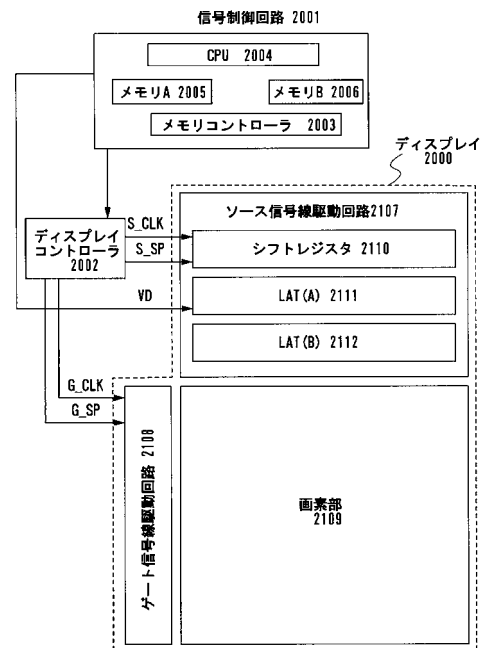 信号制御回路 2001
CPU 2004
メモリA 2005
メモリB 2006
メモリコントローラ 2003
ディスプレイ
2000
ソース信号線駆動回路2107
S_CLK
シフトレジスタ 2110
ディスプレイ
コントローラ
2002
S_SP
VD
LAT(A) 2111
LAT(B) 2112
G_CLK
G_SP
ゲート信号線駆動回路 2108
画素部
2109